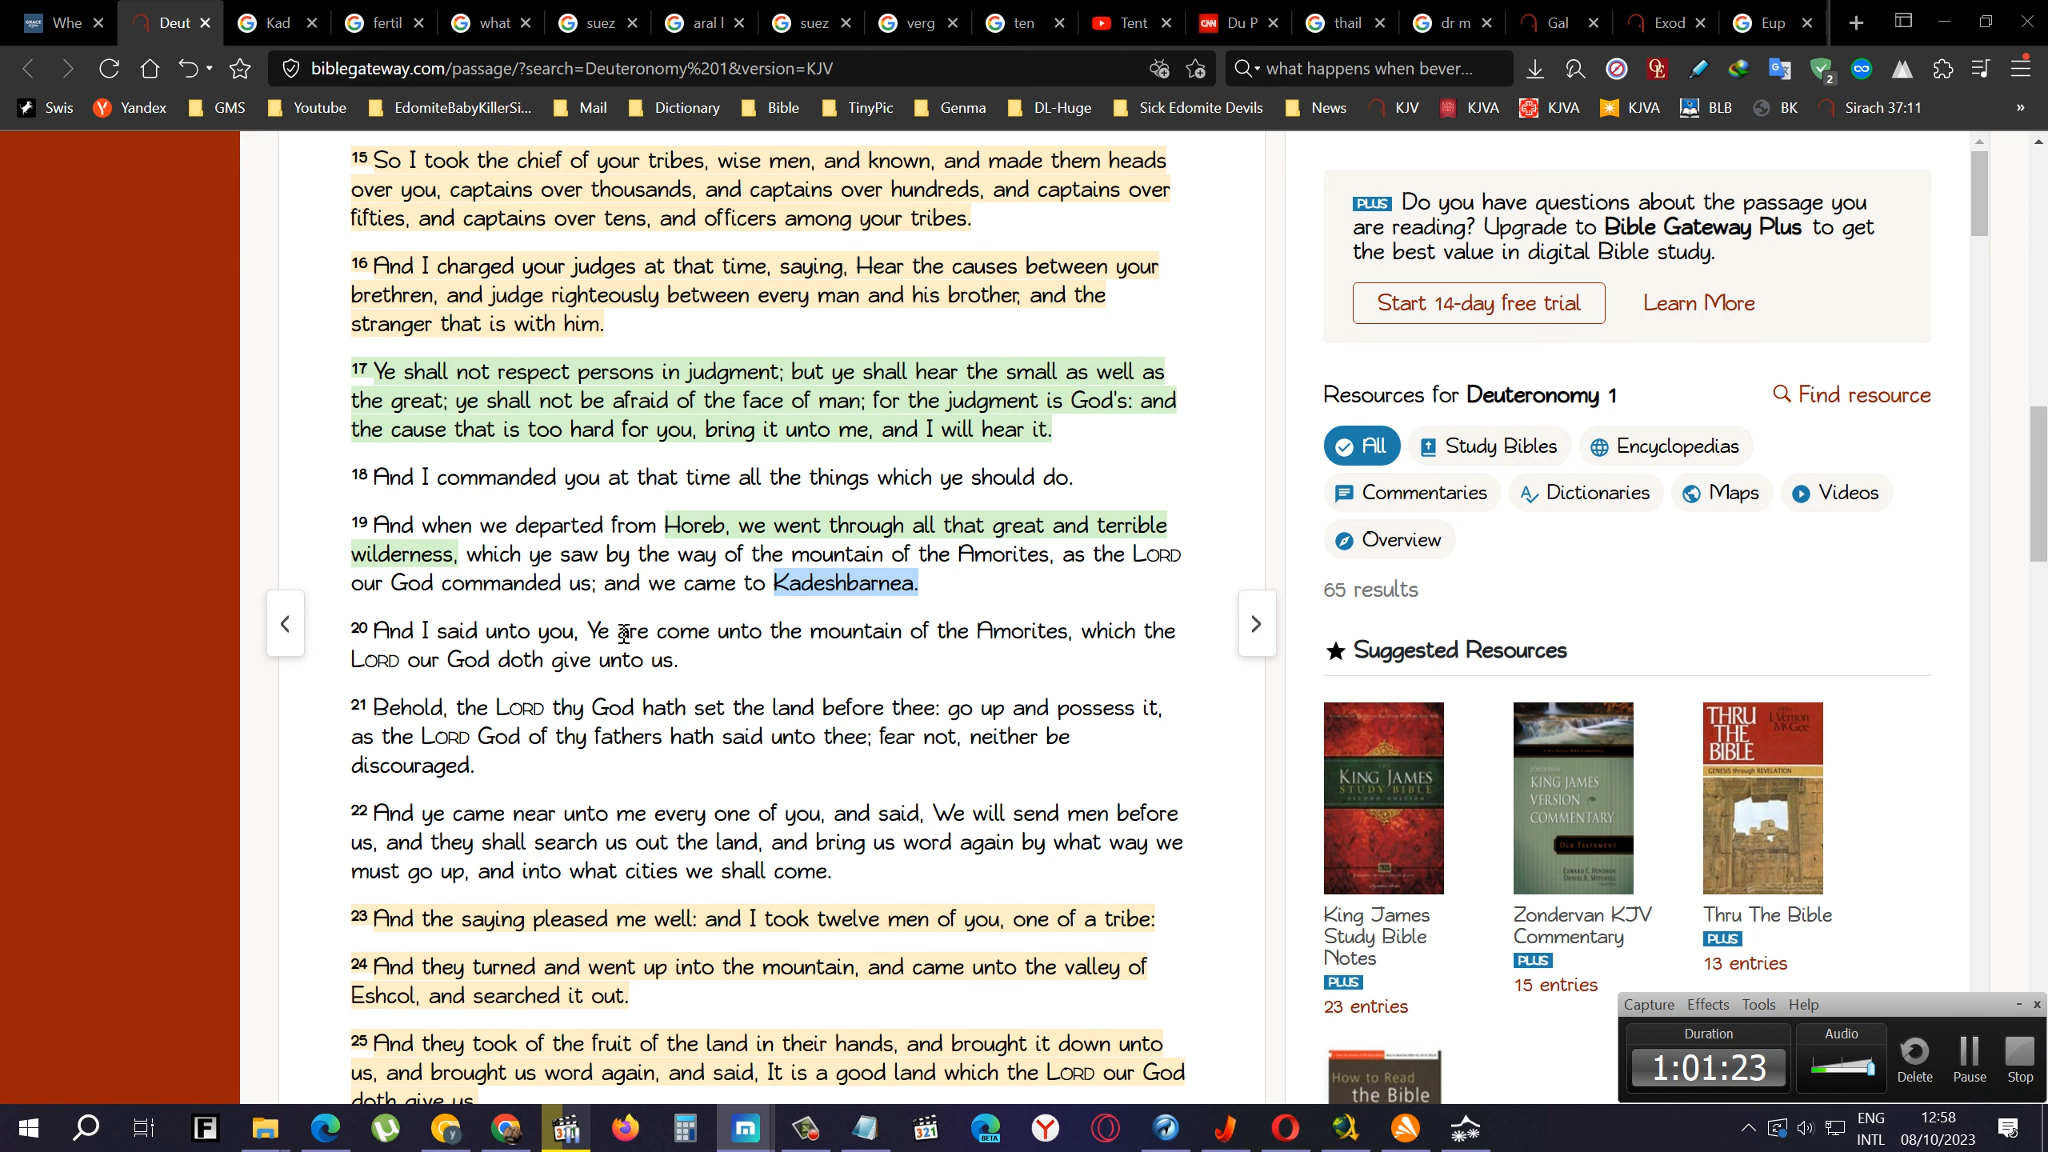 Whe
Deut
Kad
fertil
what
suez
aral l
suez
verg
ten
Tent
Du P
thail
dr m
Gal
Exod
Eup
biblegateway.com/passage/?search=Deuteronomy%201&version=KJV
what happens when bever...
2
Swis
Yandex
GMS
Youtube
EdomiteBabyKillerSi...
Mail
Dictionary
Bible
TinyPic
Genma
DL-Huge
Sick Edomite Devils
News
KJV
KJVA
KJVA
KJVA
BLB
BK
Sirach 37:11
»
15 So I took the chief of your tribes, wise men, and known, and made them heads
over you, captains over thousands, and captains over hundreds, and captains over
fifties, and captains over tens, and officers among your tribes.
16 And I charged your judges at that time, saying, Hear the causes between your
brethren, and judge righteously between every man and his brother, and the
stranger that is with him.
17 Ye shall not respect persons in judgment; but ye shall hear the small as well as
the great; ye shall not be afraid of the face of man; for the judgment is God's: and
the cause that is too hard for you, bring it unto me, and I will hear it.
18 And I commanded you at that time all the things which ye should do.
19 And when we departed from Horeb, we went through all that great and terrible
wilderness, which ye saw by the way of the mountain of the Amorites, as the LORD
our God commanded us; and we came to Kadeshbarnea.
20 And I said unto you, Ye are come unto the mountain of the Amorites, which the
LORD our God doth give unto us.
21 Behold, the LORD thy God hath set the land before thee: go up and possess it,
as the LORD God of thy fathers hath said unto thee; fear not, neither be
discouraged.
22 And ye came near unto me every one of you, and said, We will send men before
us, and they shall search us out the land, and bring us word again by what way we
must go up, and into what cities we shall come.
23 And the saying pleased me well: and I took twelve men of you, one of a tribe:
24 And they turned and went up into the mountain, and came unto the valley of
Eshcol, and searched it out.
25 And they took of the fruit of the land in their hands, and brought it down unto
us, and brought us word again, and said, It is a good land which the LORD our God
doth give us.
PLUS Do you have questions about the passage you
are reading? Upgrade to Bible Gateway Plus to get
the best value in digital Bible study.
Start 14-day free trial
Learn More
Resources for Deuteronomy 1
Find resource
All
Study Bibles
Encyclopedias
Commentaries
Dictionaries
Maps
Videos
Overview
65 results
Suggested Resources
KING JAMES
STUDY BIBLE
SECOND EDITION
KING JAMES
VERSION
COMMENTARY
OLD TESTAMENT
THRU
THE
BIBLE
J. Vernon
McGee
GENESIS through REVELATION
King James
Study Bible
Notes
PLUS
23 entries
Zondervan KJV
Commentary
PLUS
15 entries
Thru The Bible
PLUS
13 entries
How to Read
the Bible
Capture Effects Tools Help
Duration
1:01:23
Audio
Delete
Pause
Stop
321
BETA
ENG
INTL
12:58
08/10/2023